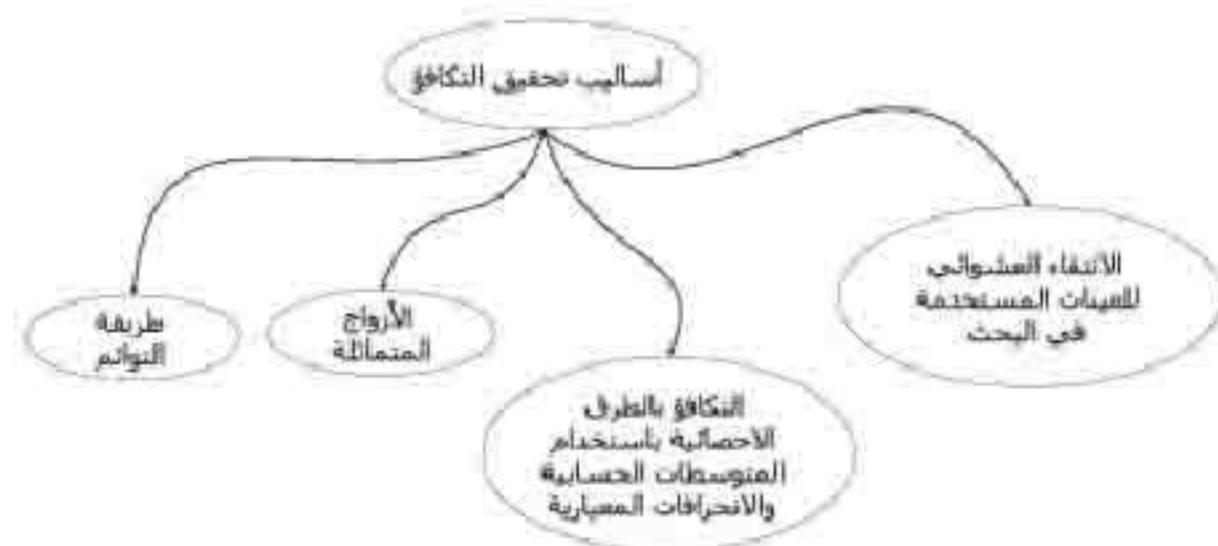 أساليب تحقيق التكافؤ
الانتقاء العشوائي
للعينات المستخدمة
في البحث
التكافؤ بالطرق
الاحصائية بأستخدام
المتوسطات الحسابية
والانحرافات المعيارية
الأزواج
المتماثلة
طريقة
التوائم